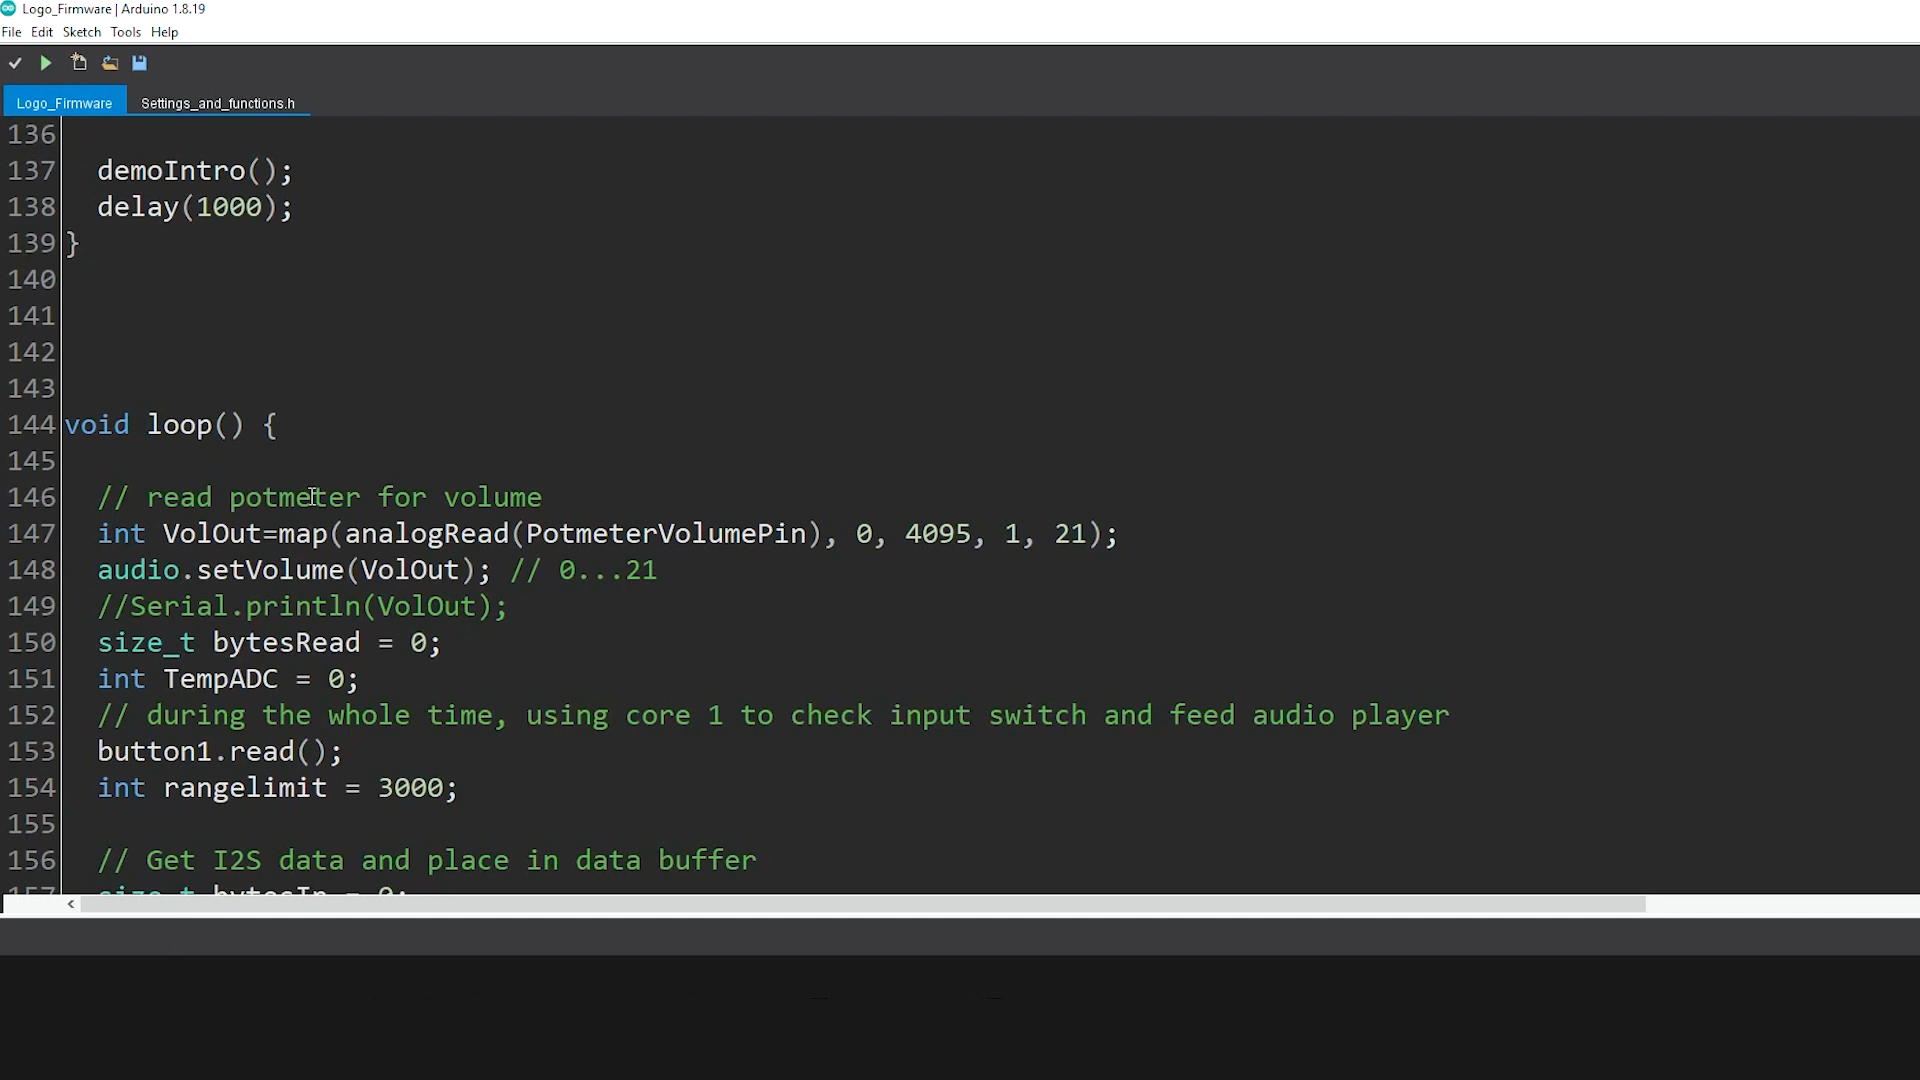 Logo_Firmware | Arduino 1.8.19
File Edit Sketch Tools Help
Logo_Firmware Settings_and_functions.h
136
137 demoIntro();
138 delay(1000);
139 }
140
141
142
143
144 void loop() {
145
146 // read potmeter for volume
147 int VolOut=map(analogRead(PotmeterVolumePin), 0, 4095, 1, 21);
148 audio.setVolume(VolOut); // 0...21
149 //Serial.println(VolOut);
150 size_t bytesRead = 0;
151 int TempADC = 0;
152 // during the whole time, using core 1 to check input switch and feed audio player
153 button1.read();
154 int rangelimit = 3000;
155
156 // Get I2S data and place in data buffer
157 size_t bytesIn = 0;